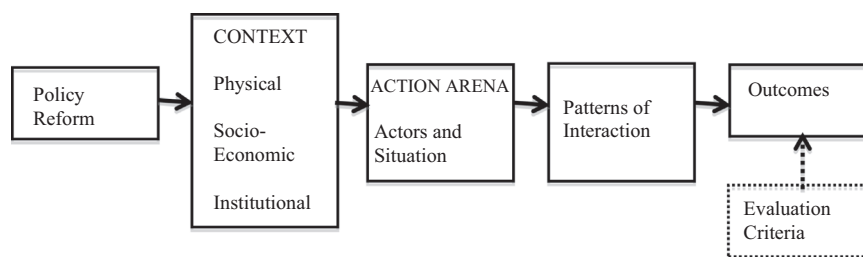 Policy
Reform
CONTEXT
Physical
Socio-
Economic
Institutional
ACTION ARENA
Actors and
Situation
Patterns of
Interaction
Outcomes
Evaluation
Criteria